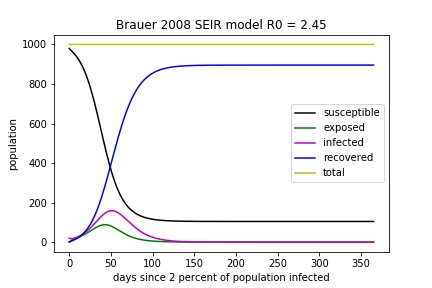 Brauer 2008 SEIR model R0 = 2.45
1000
800
600
400
200
0
population
susceptible
exposed
infected
recovered
total
0 50 100 150 200 250 300 350
days since 2 percent of population infected